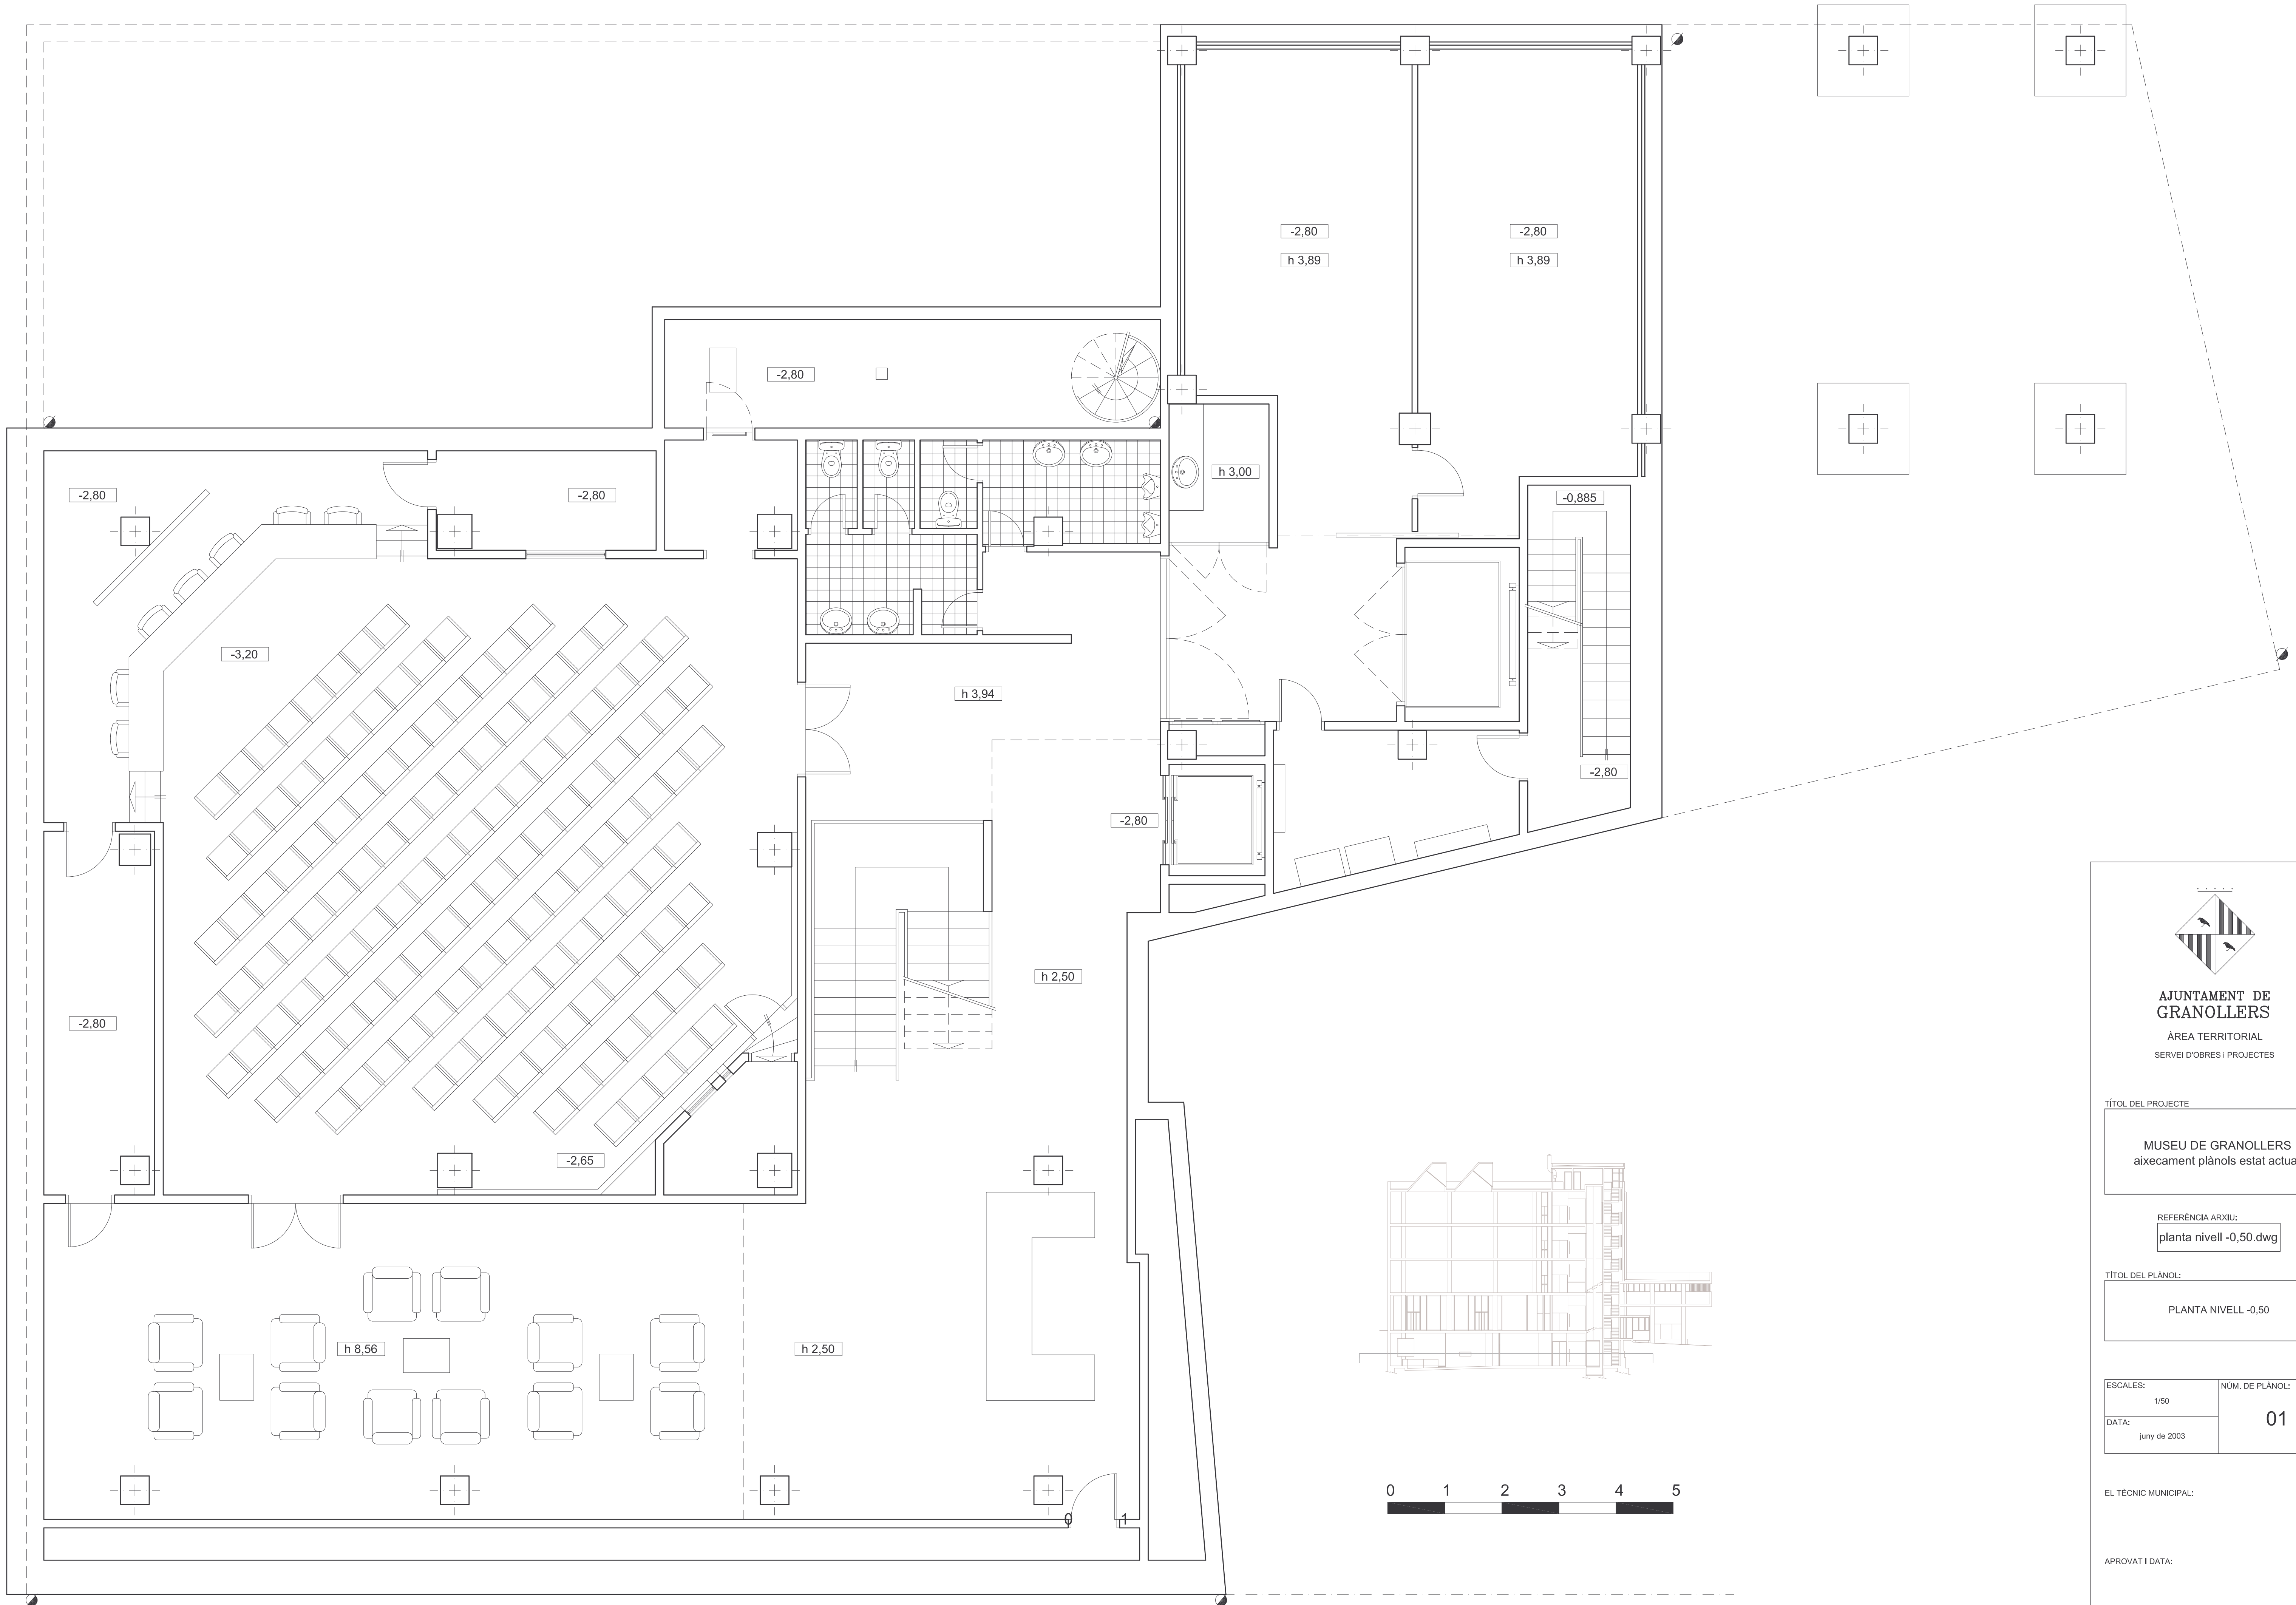 -2,80
h 3,89
-2,80
h 3,89
-2,80
h 3,00
-0,885
-2,80
-2,80
-3,20
h 3,94
-2,80
-2,80
h 2,50
-2,80
-2,65
h 8,56
h 2,50
0 1
0 1 2 3 4 5
AJUNTAMENT DE
GRANOLLERS
ÀREA TERRITORIAL
SERVEI D'OBRES I PROJECTES
TÍTOL DEL PROJECTE
MUSEU DE GRANOLLERS
aixecament plànols estat actua
REFERÈNCIA ARXIU:
planta nivell -0,50.dwg
TÍTOL DEL PLÀNOL:
PLANTA NIVELL -0,50
ESCALES:
1/50
NÚM. DE PLÀNOL:
01
DATA:
juny de 2003
EL TÈCNIC MUNICIPAL:
APROVAT I DATA: